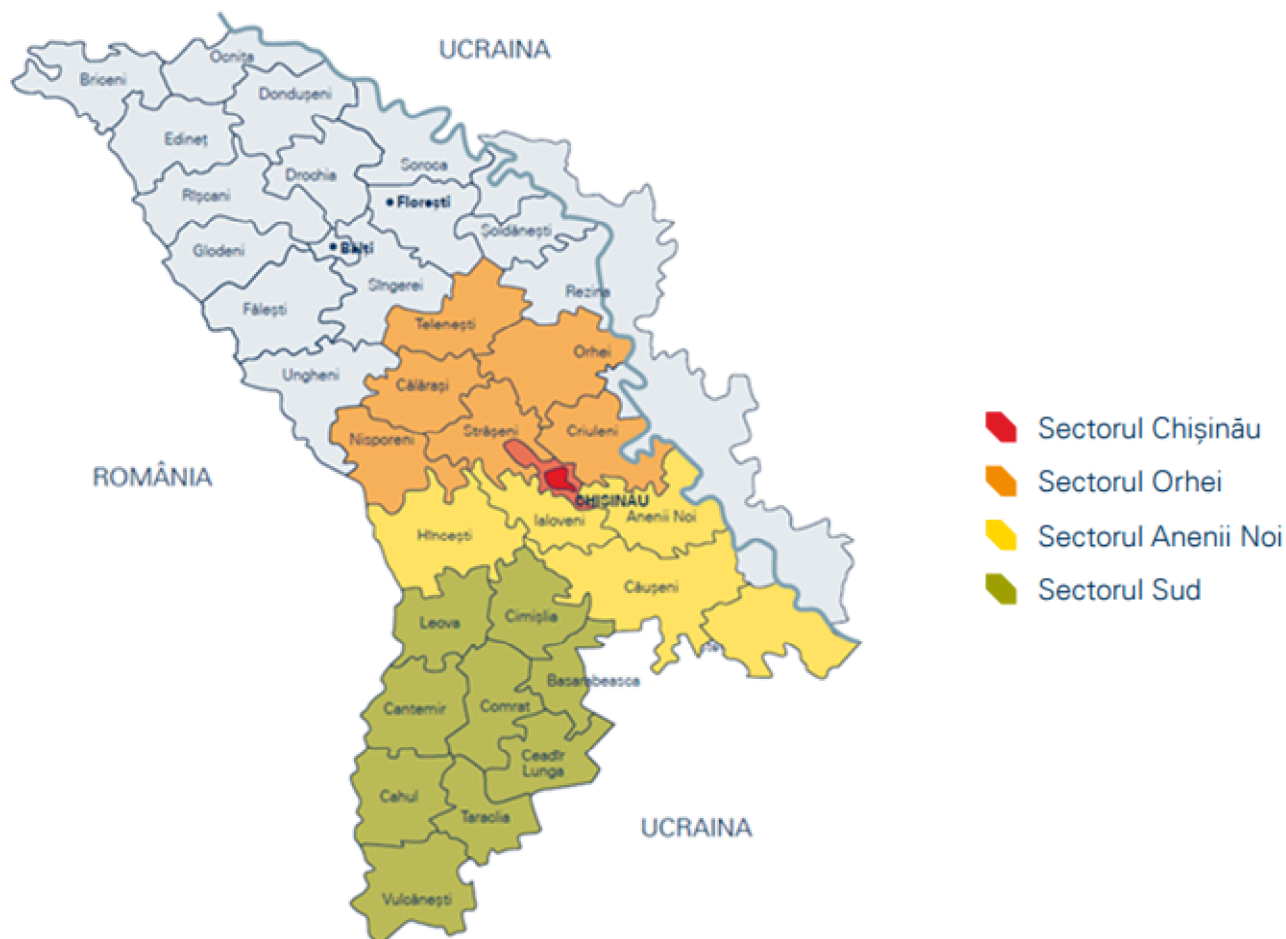 UCRAINA
Ocnița
Briceni
Dondușeni
Edineț
Soroca
Drochia
Rîșcani
Florești
Șoldănești
Glodeni
Bălți
Sîngerei
Rezina
Fălești
Telenești
Orhei
Ungheni
Călărași
Strășeni
Criuleni
Nisporeni
ROMÂNIA
CHIȘINĂU
Ialoveni
Anenii Noi
Hîncești
Căușeni
Leova
Cimișlia
Basarabeasca
Cantemir
Comrat
Ceadîr
Lunga
Cahul
Taraclia
UCRAINA
Vulcănești
Sectorul Chișinău
Sectorul Orhei
Sectorul Anenii Noi
Sectorul Sud